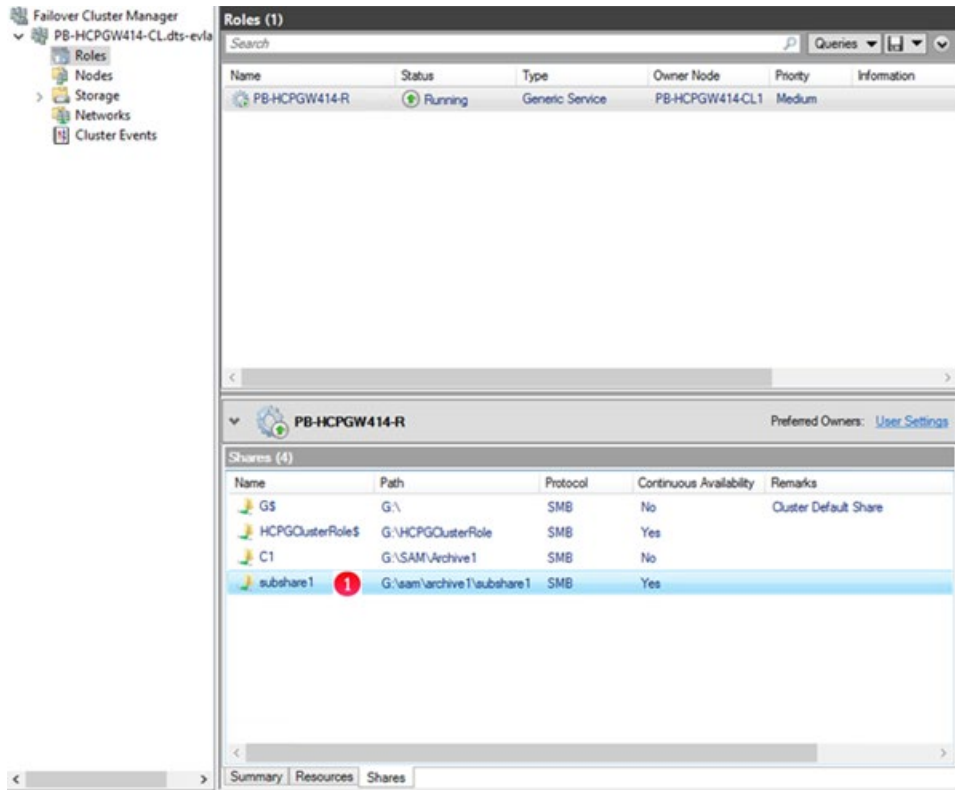 Failover Cluster Manager
PB-HCPGW414-CL.dts-evla
Roles
Nodes
Storage
Networks
Cluster Events
Roles (1)
Search
Queries
Name Status Type Owner Node Priority Information
PB-HCPGW414-R Running Generic Service PB-HCPGW414-CL1 Medium
PB-HCPGW414-R Preferred Owners: User Settings
Shares (4)
Name Path Protocol Continuous Availability Remarks
G$ G:\ SMB No Cluster Default Share
HCPGClusterRole$ G:\HCPGClusterRole SMB Yes
C1 G:\SAM\Archive1 SMB No
subshare1 1 G:\sam\archive1\subshare1 SMB Yes
Summary Resources Shares